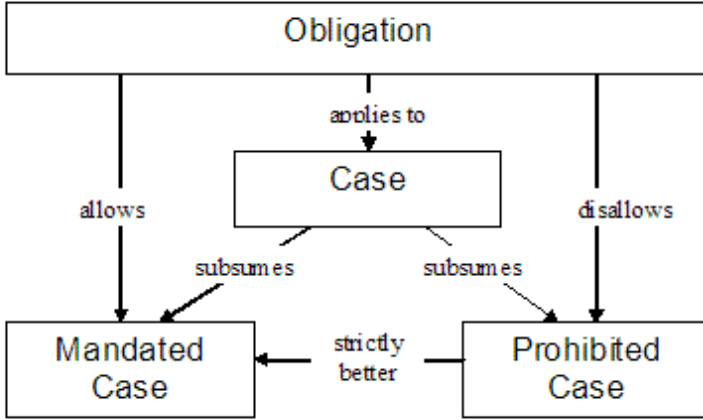 Obligation
applies to
Case
allows
disallows
subsumes
subsumes
Mandated
Case
strictly
better
Prohibited
Case